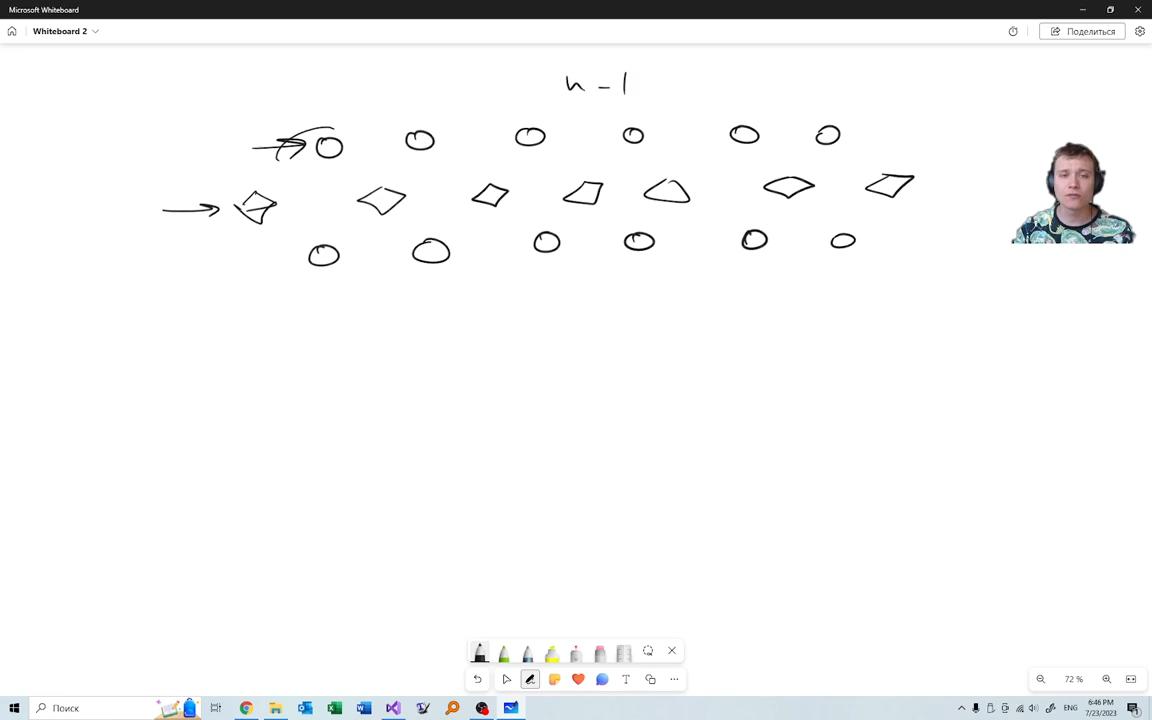 Microsoft Whiteboard
Whiteboard 2
Поделиться
n - 1
72 %
Поиск
ENG
6:46 PM
7/23/2023